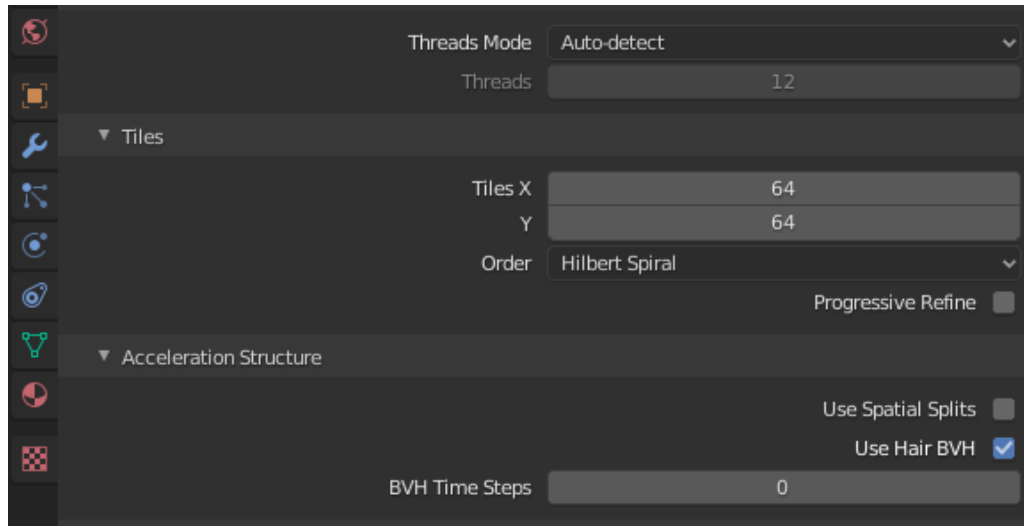 Threads Mode Auto-detect
Threads 12
Tiles
Tiles X 64
Y 64
Order Hilbert Spiral
Progressive Refine
Acceleration Structure
Use Spatial Splits
Use Hair BVH
BVH Time Steps 0